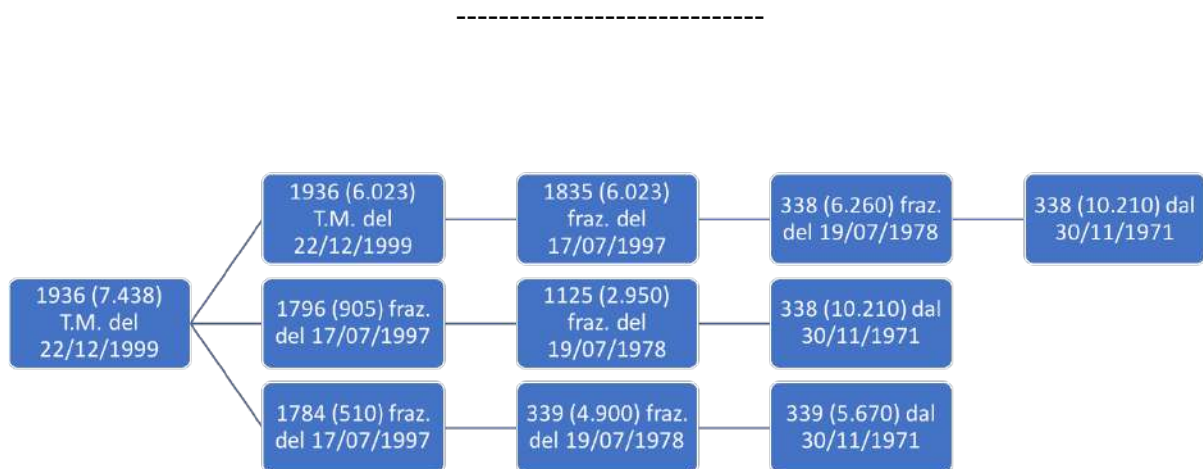 -----------------------------
1936 (7.438)
T.M. del
22/12/1999
1936 (6.023)
T.M. del
22/12/1999
1835 (6.023)
fraz. del
17/07/1997
338 (6.260) fraz.
del 19/07/1978
338 (10.210) dal
30/11/1971
1796 (905) fraz.
del 17/07/1997
1125 (2.950)
fraz. del
19/07/1978
338 (10.210) dal
30/11/1971
1784 (510) fraz.
del 17/07/1997
339 (4.900) fraz.
del 19/07/1978
339 (5.670) dal
30/11/1971